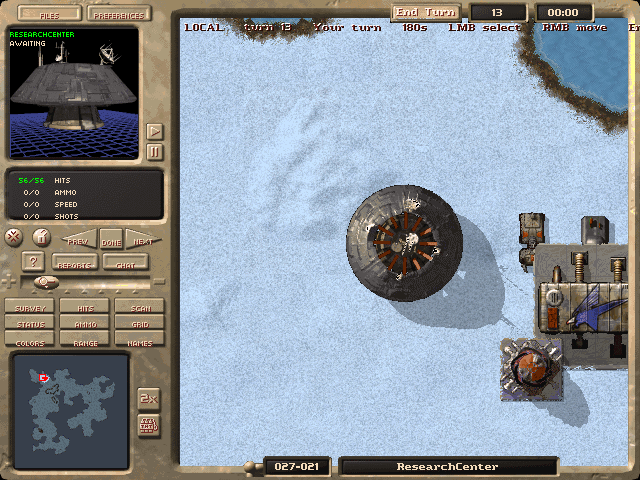 FILES
PREFERENCES
End Turn
13
00:00
LOCAL turn 13 Your turn 180s LMB select RMB move
RESEARCHCENTER
AWAITING
56/56 HITS
0/0 AMMO
0/0 SPEED
0/0 SHOTS
PREV
DONE
NEXT
?
REPORTS
CHAT
SURVEY
HITS
SCAN
STATUS
AMMO
GRID
COLORS
RANGE
NAMES
2x
027-021
ResearchCenter